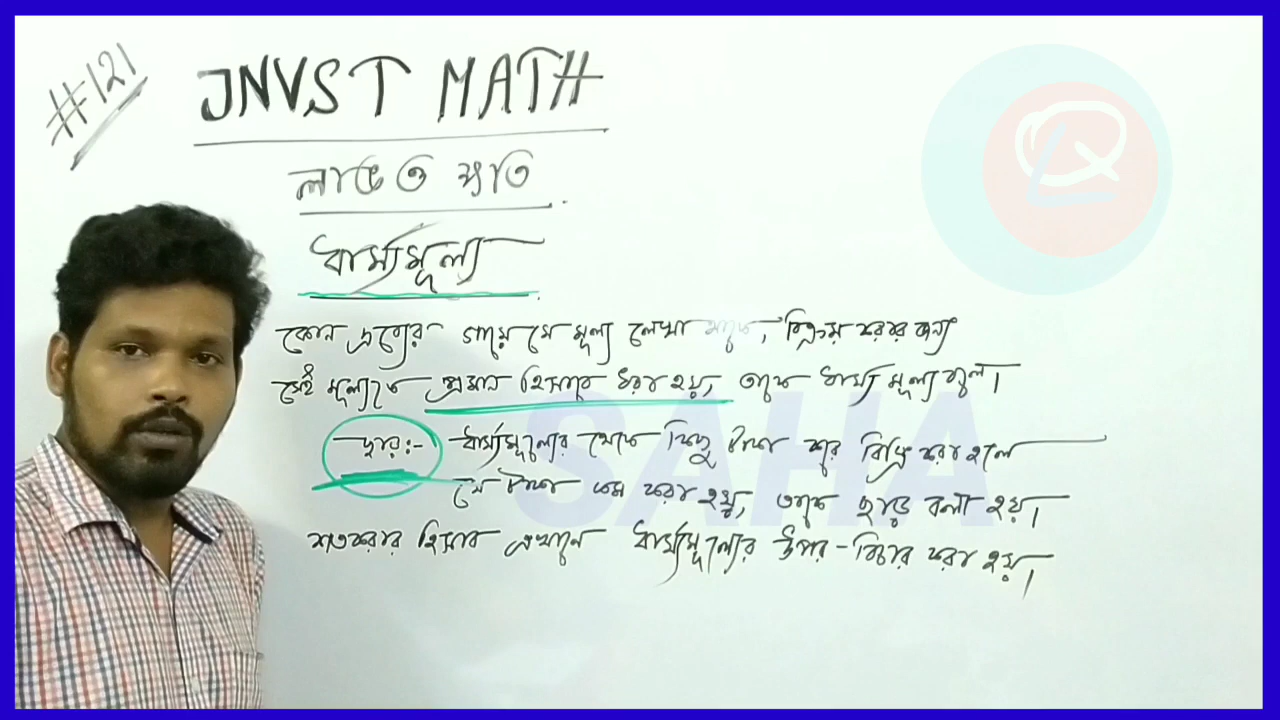 #121
JNVST MATH
লাভ ও ক্ষতি
ধার্য্যমূল্য
কোন দ্রব্যের গায়ে যে মূল্য লেখা থাকে, বিক্রয় করার জন্য
সেই মূল্যকে প্রমান হিসাবে ধরা হয়, তাকে ধার্য্য মূল্য বলে।
ছার:- ধার্য্যমূল্যের থেকে কিছু টাকা কম বিক্রি করা হলে
যে টাকা কম করা হয়, তাকে ছাড় বলা হয়।
শতকরার হিসাব এখানে ধার্য্যমূল্যের উপর - বিচার করা হয়।
SAHA